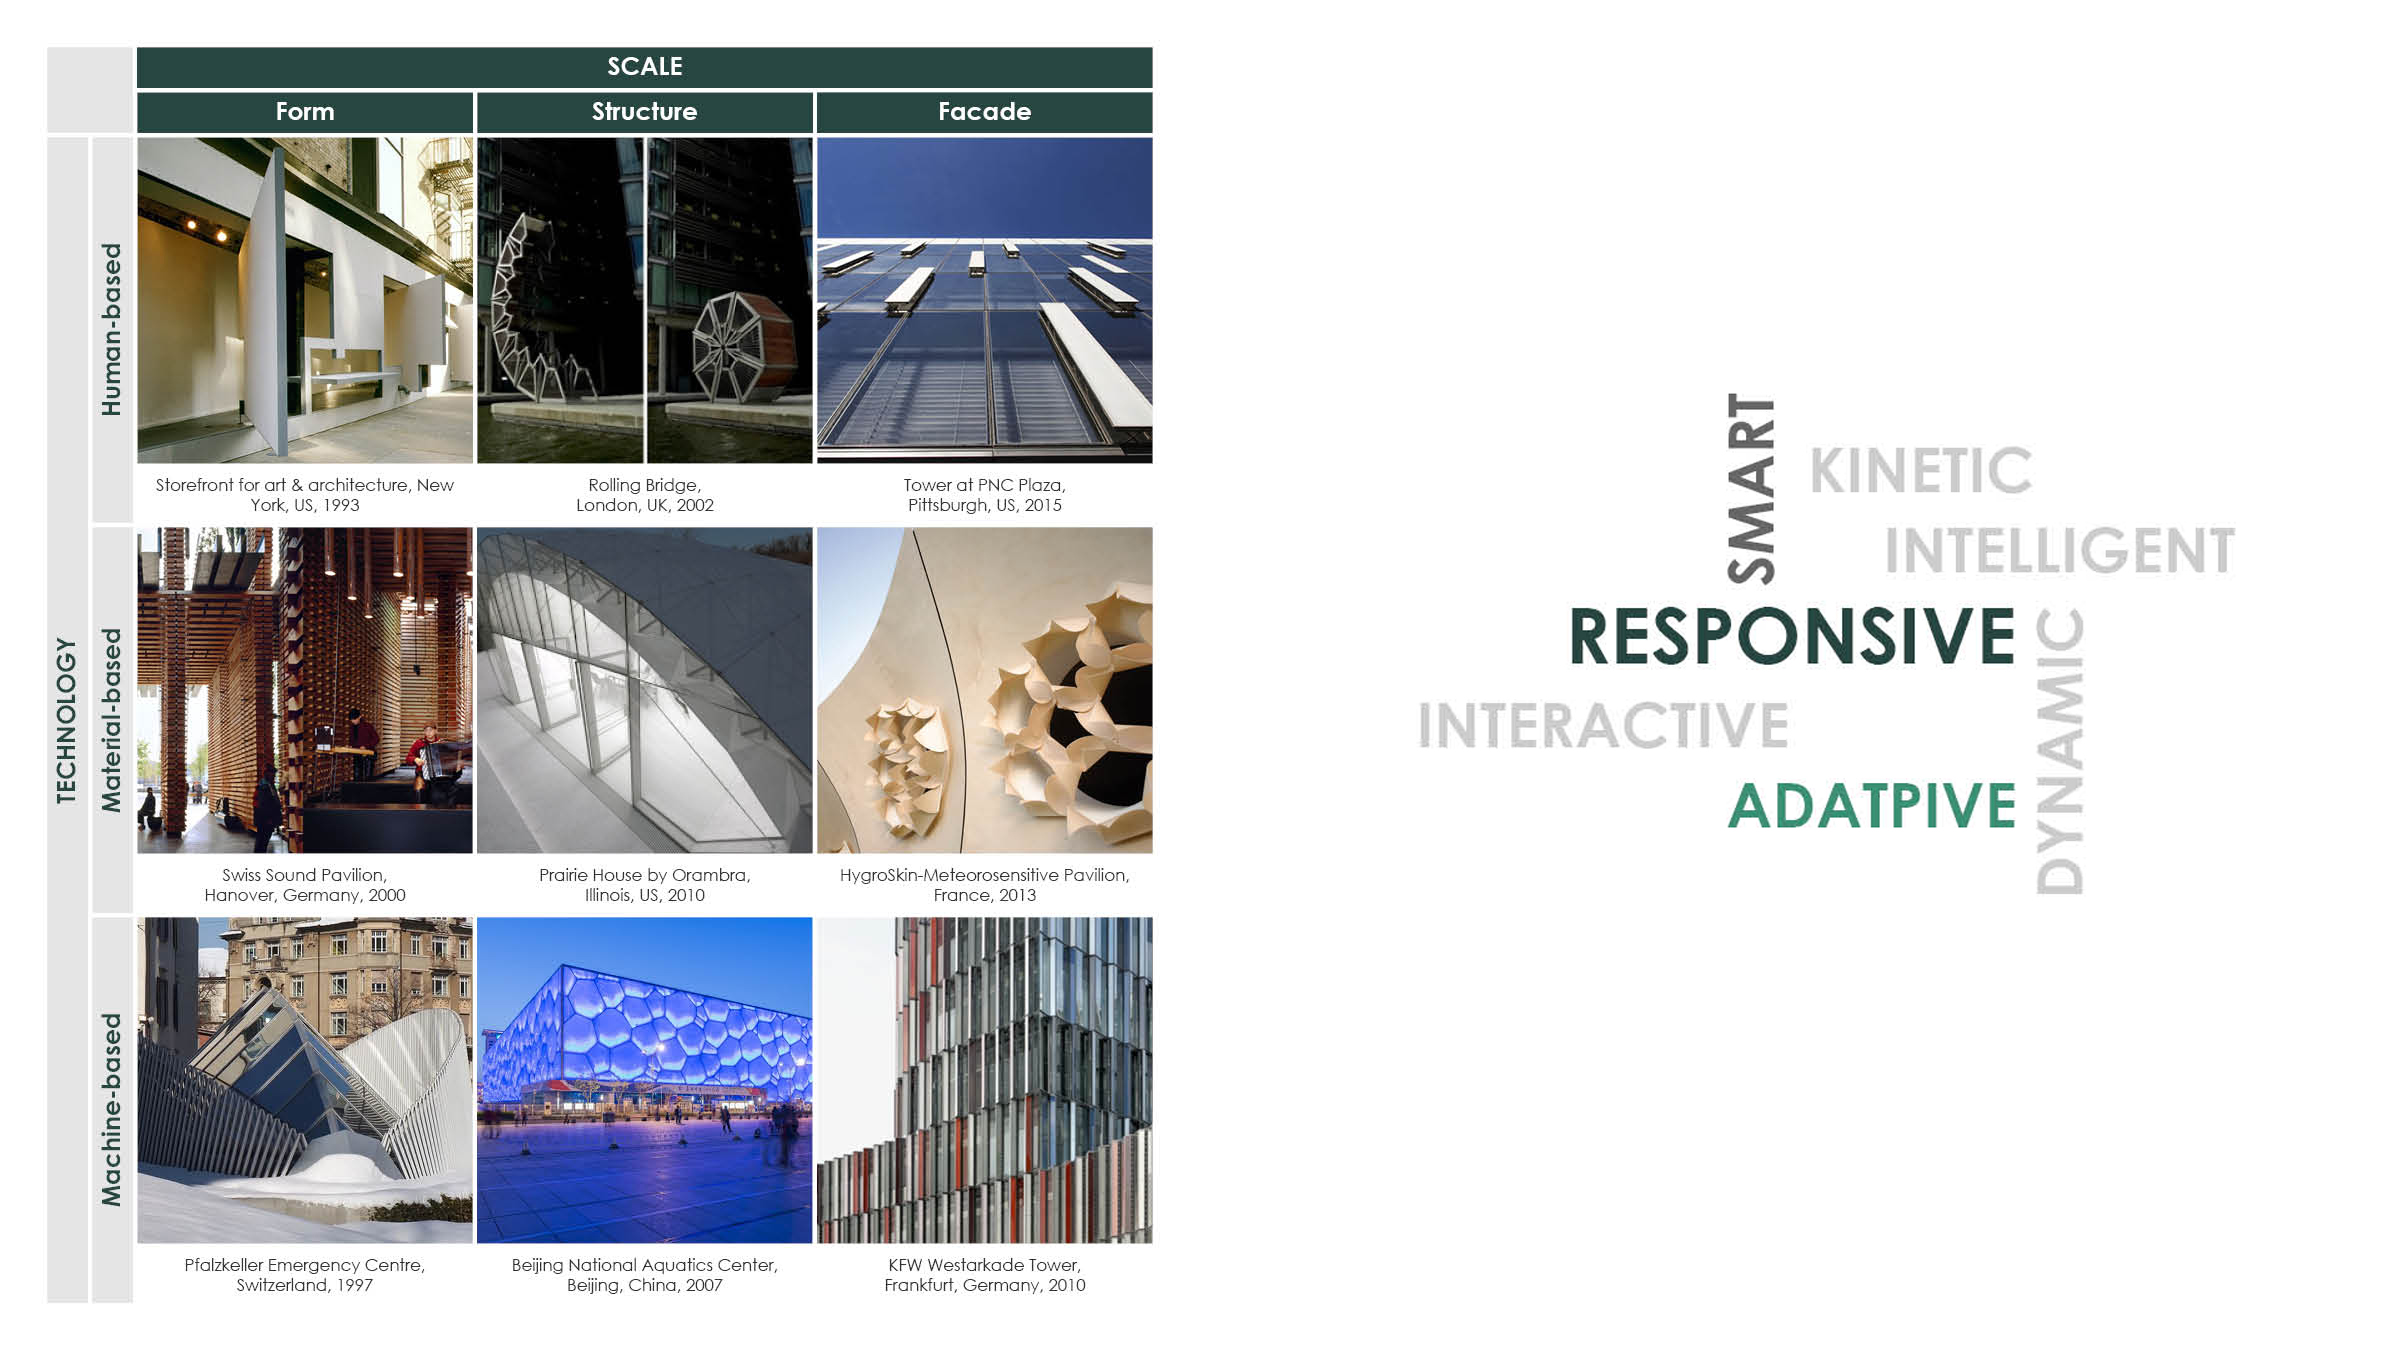 SCALE
Form
Structure
Facade
TECHNOLOGY
Human-based
Storefront for art & architecture, New
York, US, 1993
Rolling Bridge,
London, UK, 2002
Tower at PNC Plaza,
Pittsburgh, US, 2015
Material-based
Swiss Sound Pavilion,
Hanover, Germany, 2000
Prairie House by Orambra,
Illinois, US, 2010
HygroSkin-Meteorosensitive Pavilion,
France, 2013
Machine-based
Pfalzkeller Emergency Centre,
Switzerland, 1997
Beijing National Aquatics Center,
Beijing, China, 2007
KFW Westarkade Tower,
Frankfurt, Germany, 2010
SMART
KINETIC
INTELLIGENT
RESPONSIVE
DYNAMIC
INTERACTIVE
ADATPIVE